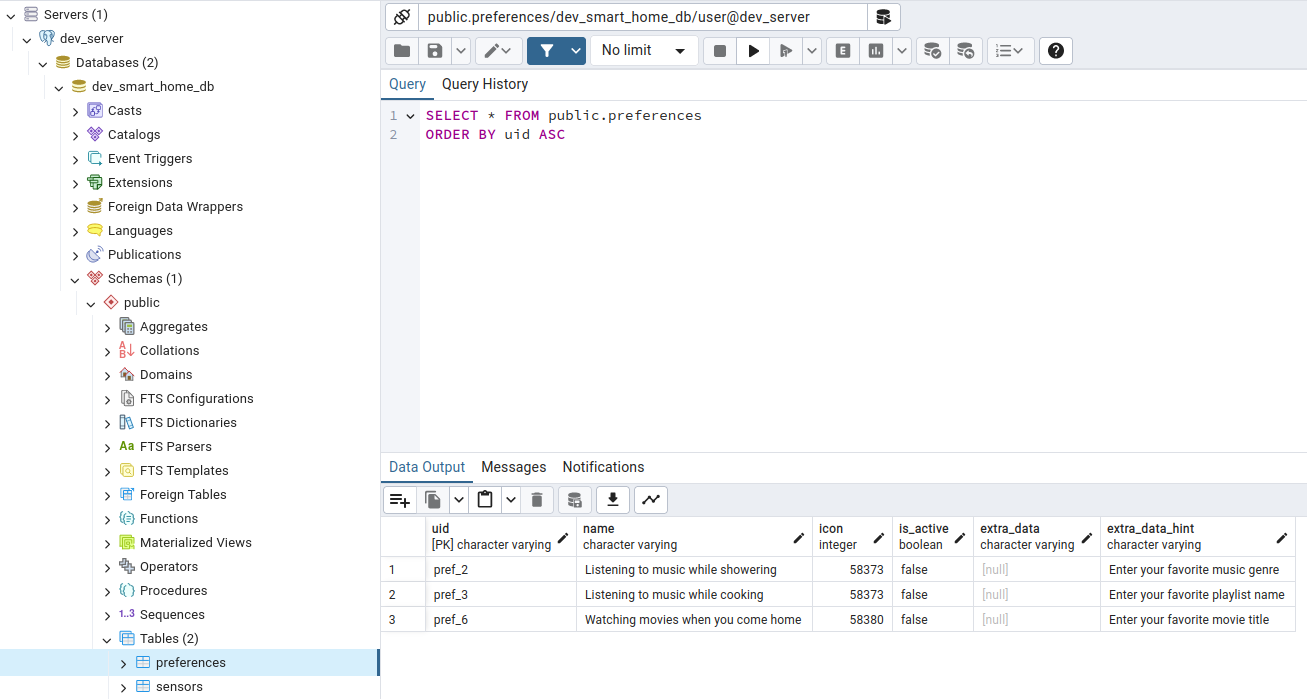 Servers (1)
dev_server
Databases (2)
dev_smart_home_db
Casts
Catalogs
Event Triggers
Extensions
Foreign Data Wrappers
Languages
Publications
Schemas (1)
public
Aggregates
Collations
Domains
FTS Configurations
FTS Dictionaries
Aa FTS Parsers
FTS Templates
Foreign Tables
Functions
Materialized Views
Operators
Procedures
1..3 Sequences
Tables (2)
preferences
sensors
public.preferences/dev_smart_home_db/user@dev_server
No limit E
Query Query History
1 SELECT * FROM public.preferences
2 ORDER BY uid ASC
Data Output Messages Notifications
uid name icon is_active extra_data extra_data_hint
[PK] character varying character varying integer boolean character varying character varying
1 pref_2 Listening to music while showering 58373 false [null] Enter your favorite music genre
2 pref_3 Listening to music while cooking 58373 false [null] Enter your favorite playlist name
3 pref_6 Watching movies when you come home 58380 false [null] Enter your favorite movie title